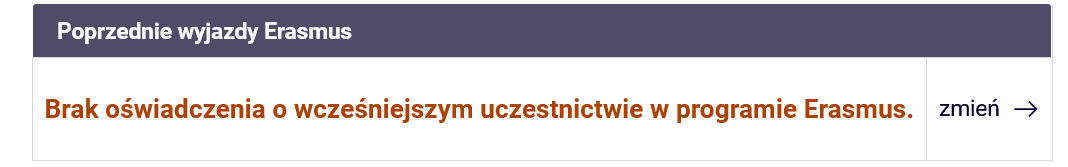 Poprzednie wyjazdy Erasmus
Brak oświadczenia o wcześniejszym uczestnictwie w programie Erasmus. zmień →